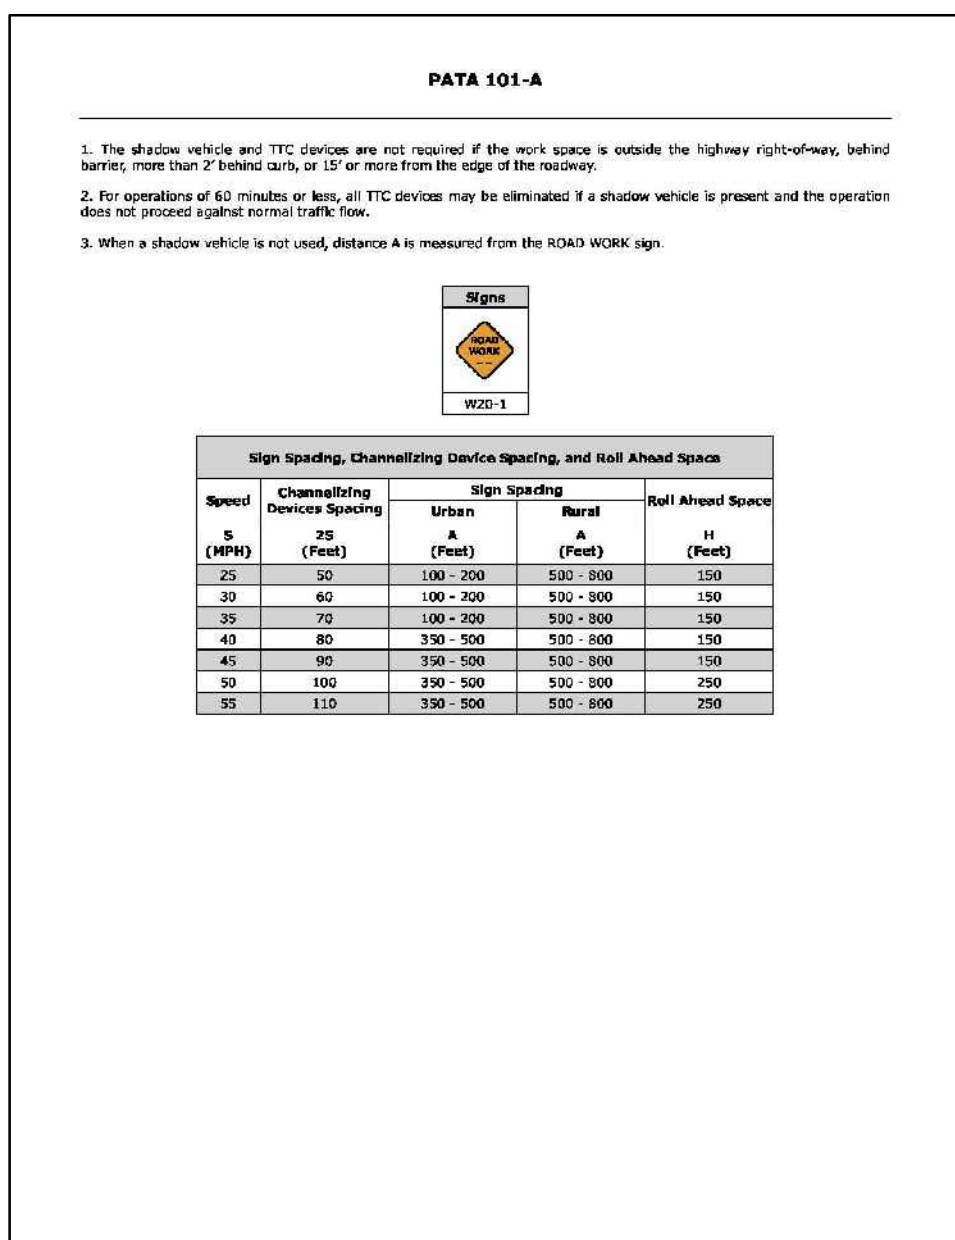 PATA 101-A
1. The shadow vehicle and TTC devices are not required if the work space is outside the highway right-of-way, behind
barrier, more than 2' behind curb, or 15' or more from the edge of the roadway.
2. For operations of 60 minutes or less, all TTC devices may be eliminated if a shadow vehicle is present and the operation
does not proceed against normal traffic flow.
3. When a shadow vehicle is not used, distance A is measured from the ROAD WORK sign.
Signs
ROAD
WORK
W20-1
Sign Spacing, Channelizing Device Spacing, and Roll Ahead Space
Speed Channelizing Devices Spacing Sign Spacing Roll Ahead Space
Urban Rural
S 2S A A H
(MPH) (Feet) (Feet) (Feet) (Feet)
25 50 100 - 200 500 - 800 150
30 60 100 - 200 500 - 800 150
35 70 100 - 200 500 - 800 150
40 80 350 - 500 500 - 800 150
45 90 350 - 500 500 - 800 150
50 100 350 - 500 500 - 800 250
55 110 350 - 500 500 - 800 250